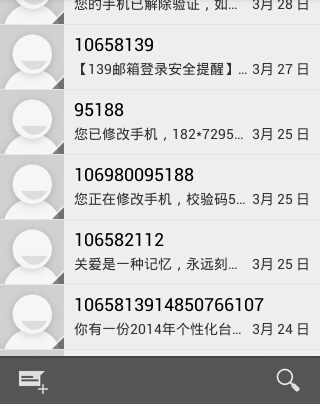 您的手机已解除验证，如... 3月 28 日
10658139
【139邮箱登录安全提醒】... 3月 27 日
95188
您已修改手机，182*7295... 3月 25 日
106980095188
您正在修改手机，校验码5... 3月 25 日
106582112
关爱是一种记忆，永远刻... 3月 25 日
1065813914850766107
你有一份2014年个性化台... 3月 24 日